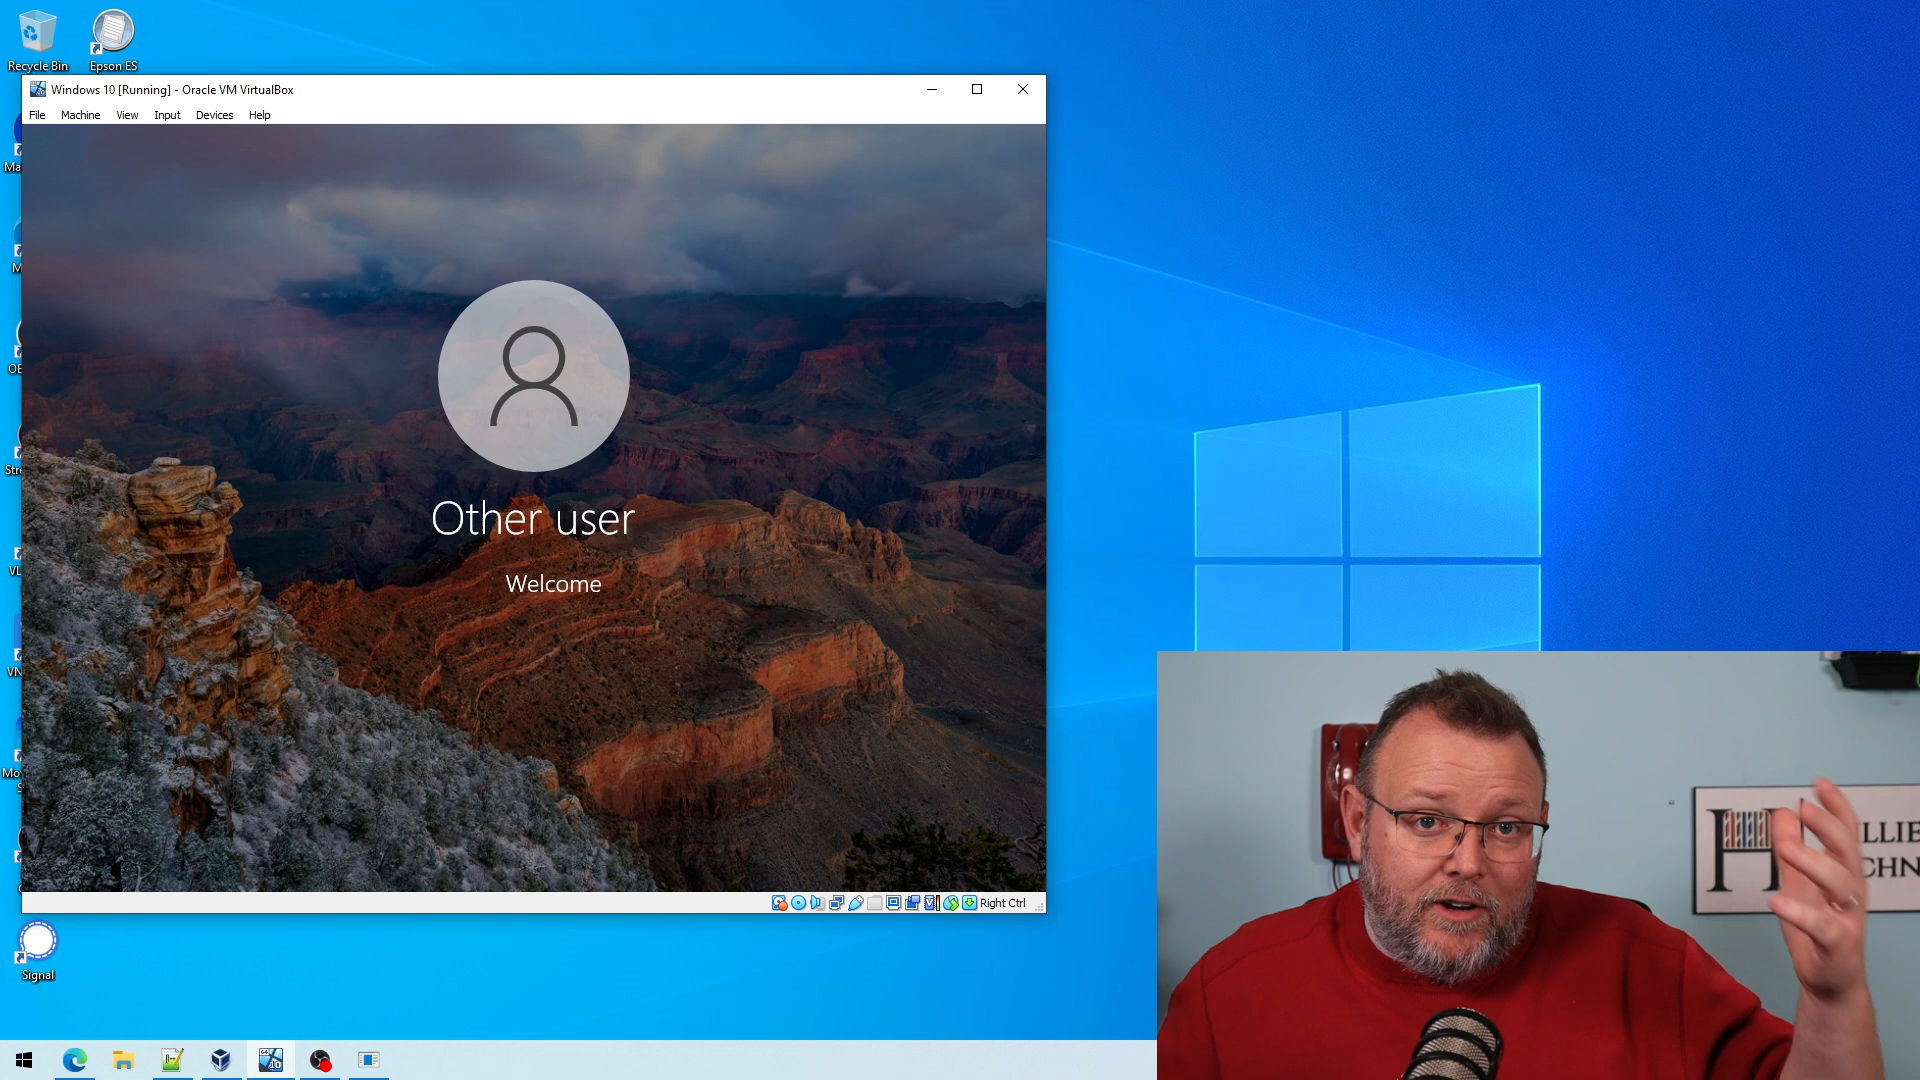 Recycle Bin
Epson ES
Windows 10 [Running] - Oracle VM VirtualBox
File Machine View Input Devices Help
Other user
Welcome
Right Ctrl
Signal